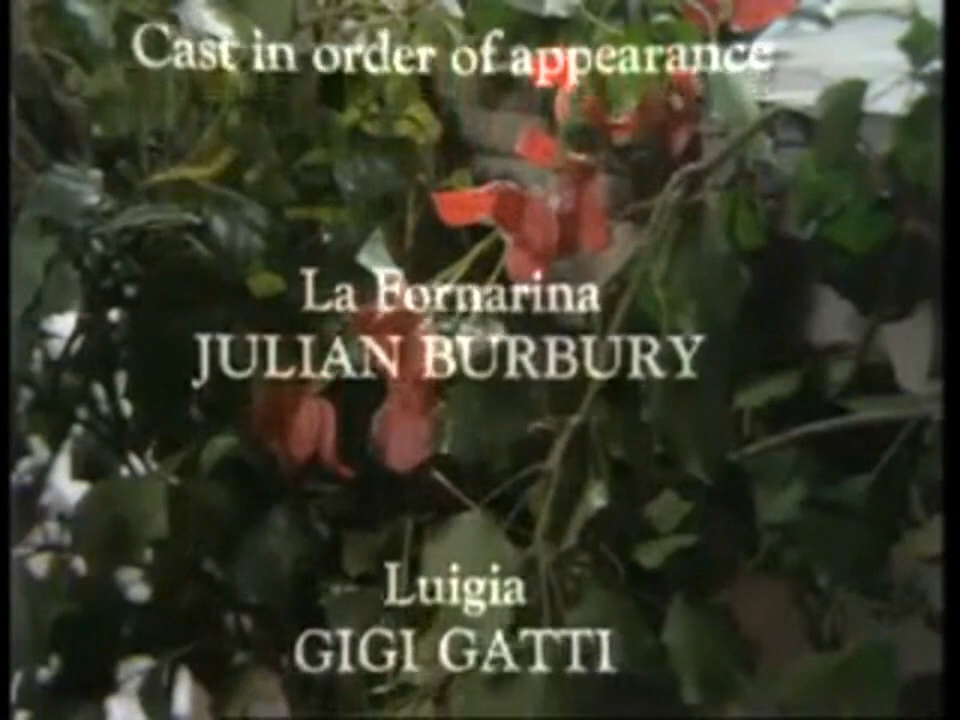 Cast in order of appearance
La Fornarina
JULIAN BURBURY
Luigia
GIGI GATTI